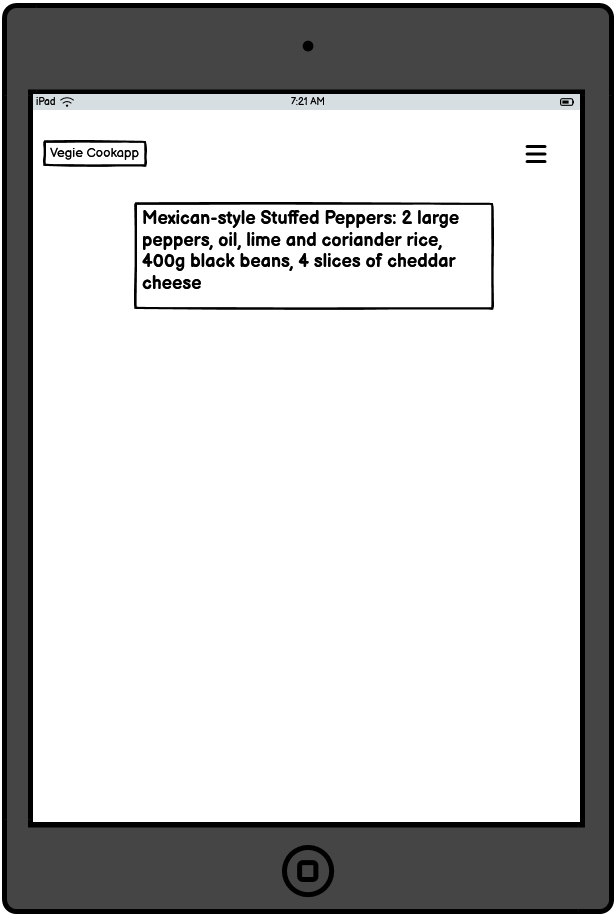 iPad
7:21 AM
Vegie Cookapp
Mexican-style Stuffed Peppers: 2 large
peppers, oil, lime and coriander rice,
400g black beans, 4 slices of cheddar
cheese